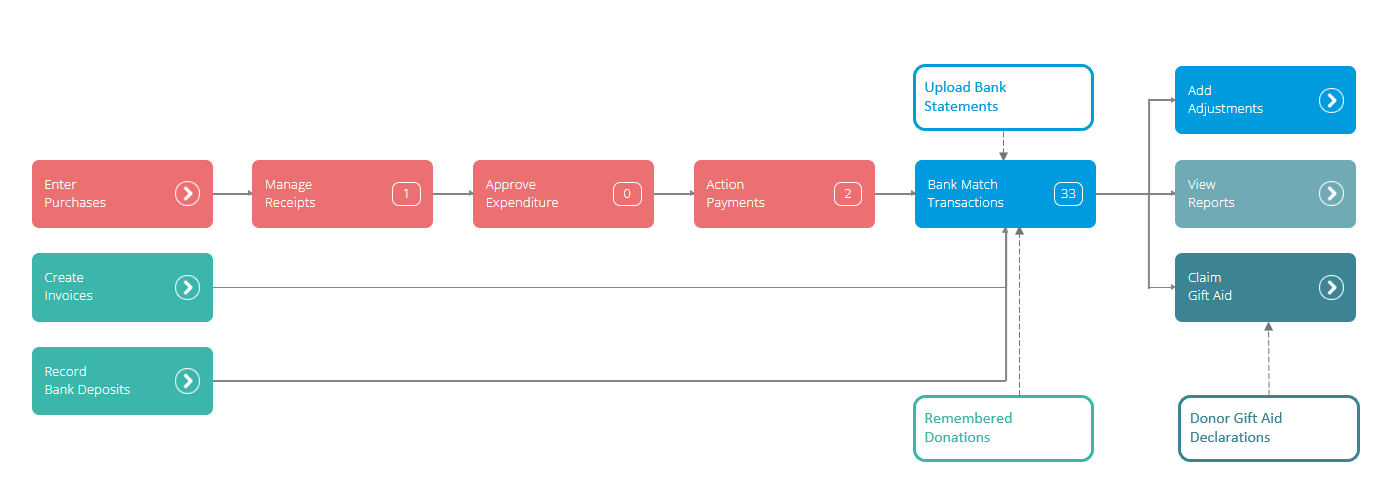 Upload Bank
Statements
Add
Adjustments
Enter
Purchases
Manage
Receipts
1
Approve
Expenditure
0
Action
Payments
2
Bank Match
Transactions
33
View
Reports
Create
Invoices
Claim
Gift Aid
Record
Bank Deposits
Remembered
Donations
Donor Gift Aid
Declarations